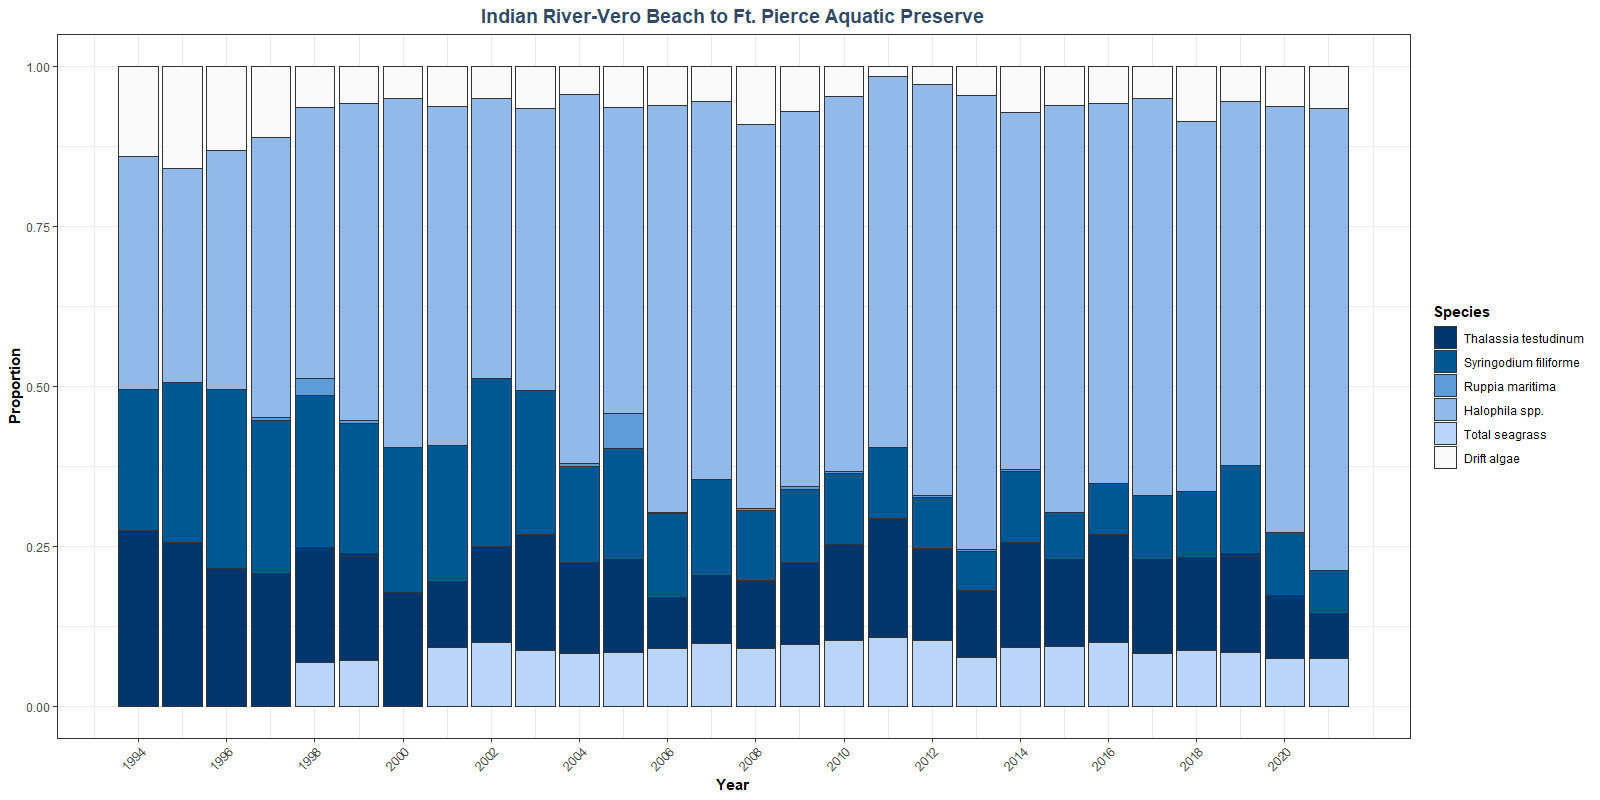 Indian River-Vero Beach to Ft. Pierce Aquatic Preserve
Proportion
1.00
0.75
0.50
0.25
0.00
1994
1996
1998
2000
2002
2004
2006
2008
2010
2012
2014
2016
2018
2020
Year
Species
Thalassia testudinum
Syringodium filiforme
Ruppia maritima
Halophila spp.
Total seagrass
Drift algae